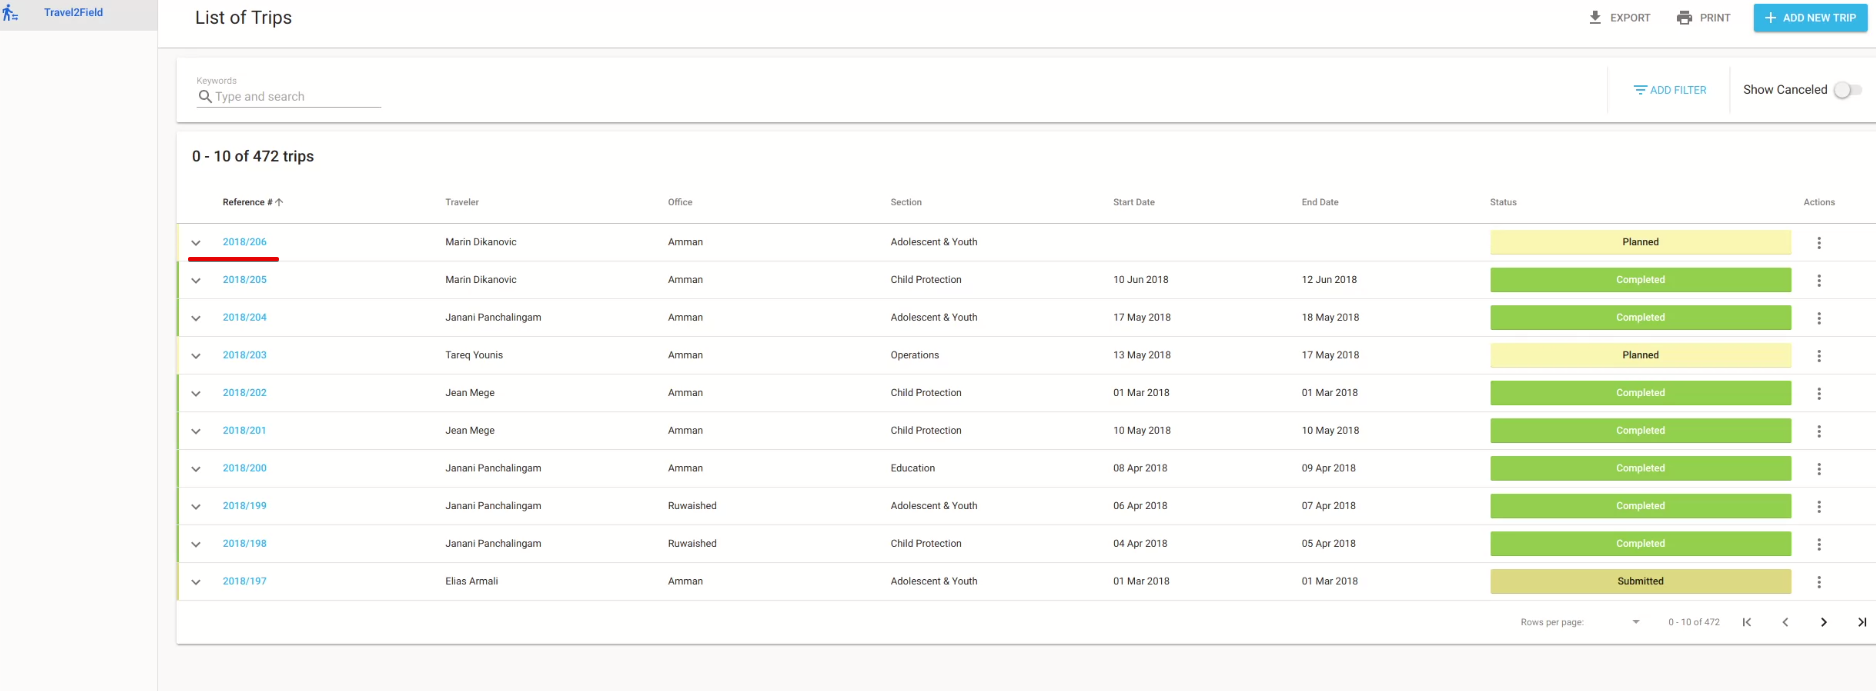 Travel2Field
List of Trips
EXPORT PRINT ADD NEW TRIP
Keywords
Type and search
ADD FILTER Show Canceled
0 - 10 of 472 trips
Reference # Traveler Office Section Start Date End Date Status Actions
2018/206 Marin Dikanovic Amman Adolescent & Youth Planned
2018/205 Marin Dikanovic Amman Child Protection 10 Jun 2018 12 Jun 2018 Completed
2018/204 Janani Panchalingam Amman Adolescent & Youth 17 May 2018 18 May 2018 Completed
2018/203 Tareq Younis Amman Operations 13 May 2018 17 May 2018 Planned
2018/202 Jean Mege Amman Child Protection 01 Mar 2018 01 Mar 2018 Completed
2018/201 Jean Mege Amman Child Protection 10 May 2018 10 May 2018 Completed
2018/200 Janani Panchalingam Amman Education 08 Apr 2018 09 Apr 2018 Completed
2018/199 Janani Panchalingam Ruwaished Adolescent & Youth 06 Apr 2018 07 Apr 2018 Completed
2018/198 Janani Panchalingam Ruwaished Child Protection 04 Apr 2018 05 Apr 2018 Completed
2018/197 Elias Armali Amman Adolescent & Youth 01 Mar 2018 01 Mar 2018 Submitted
Rows per page: 0 - 10 of 472